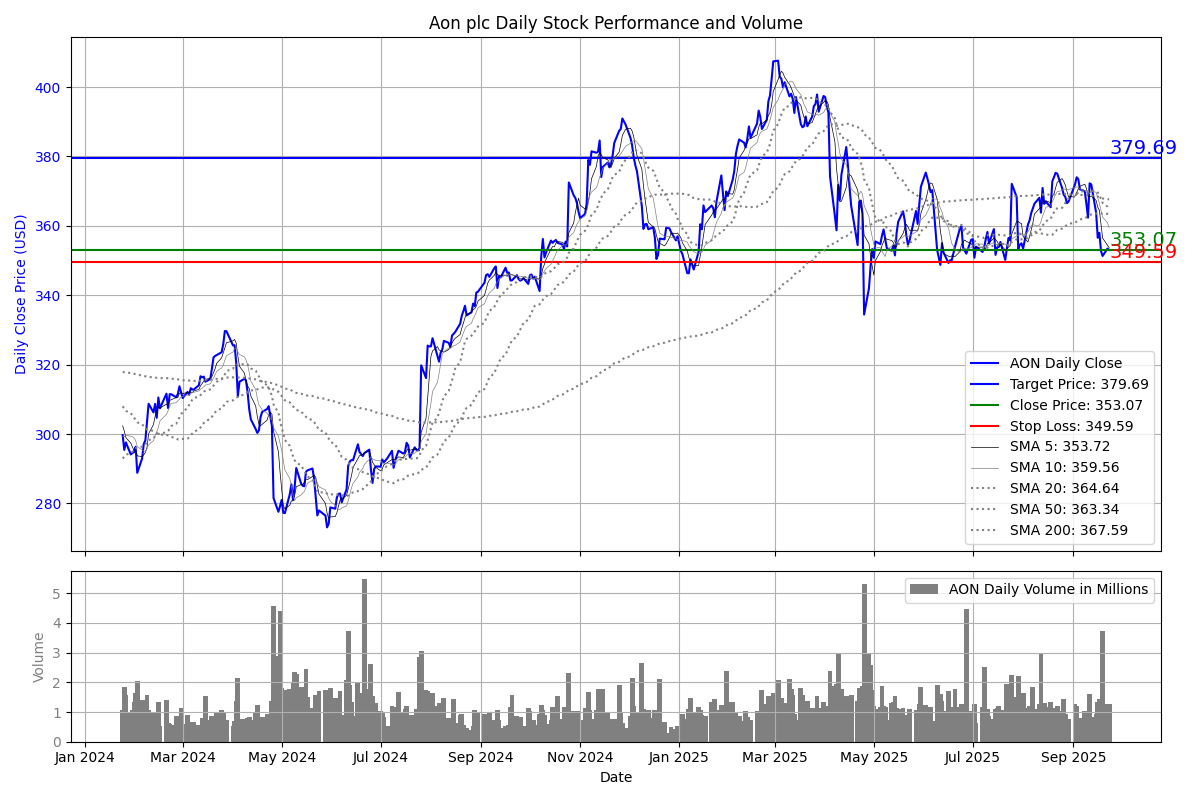 Aon plc Daily Stock Performance and Volume
Daily Close Price (USD)
400
380
360
340
320
300
280
379.69
353.07
349.59
AON Daily Close
Target Price: 379.69
Close Price: 353.07
Stop Loss: 349.59
SMA 5: 353.72
SMA 10: 359.56
SMA 20: 364.64
SMA 50: 363.34
SMA 200: 367.59
Volume
5
4
3
2
1
0
AON Daily Volume in Millions
Jan 2024 Mar 2024 May 2024 Jul 2024 Sep 2024 Nov 2024 Jan 2025 Mar 2025 May 2025 Jul 2025 Sep 2025
Date